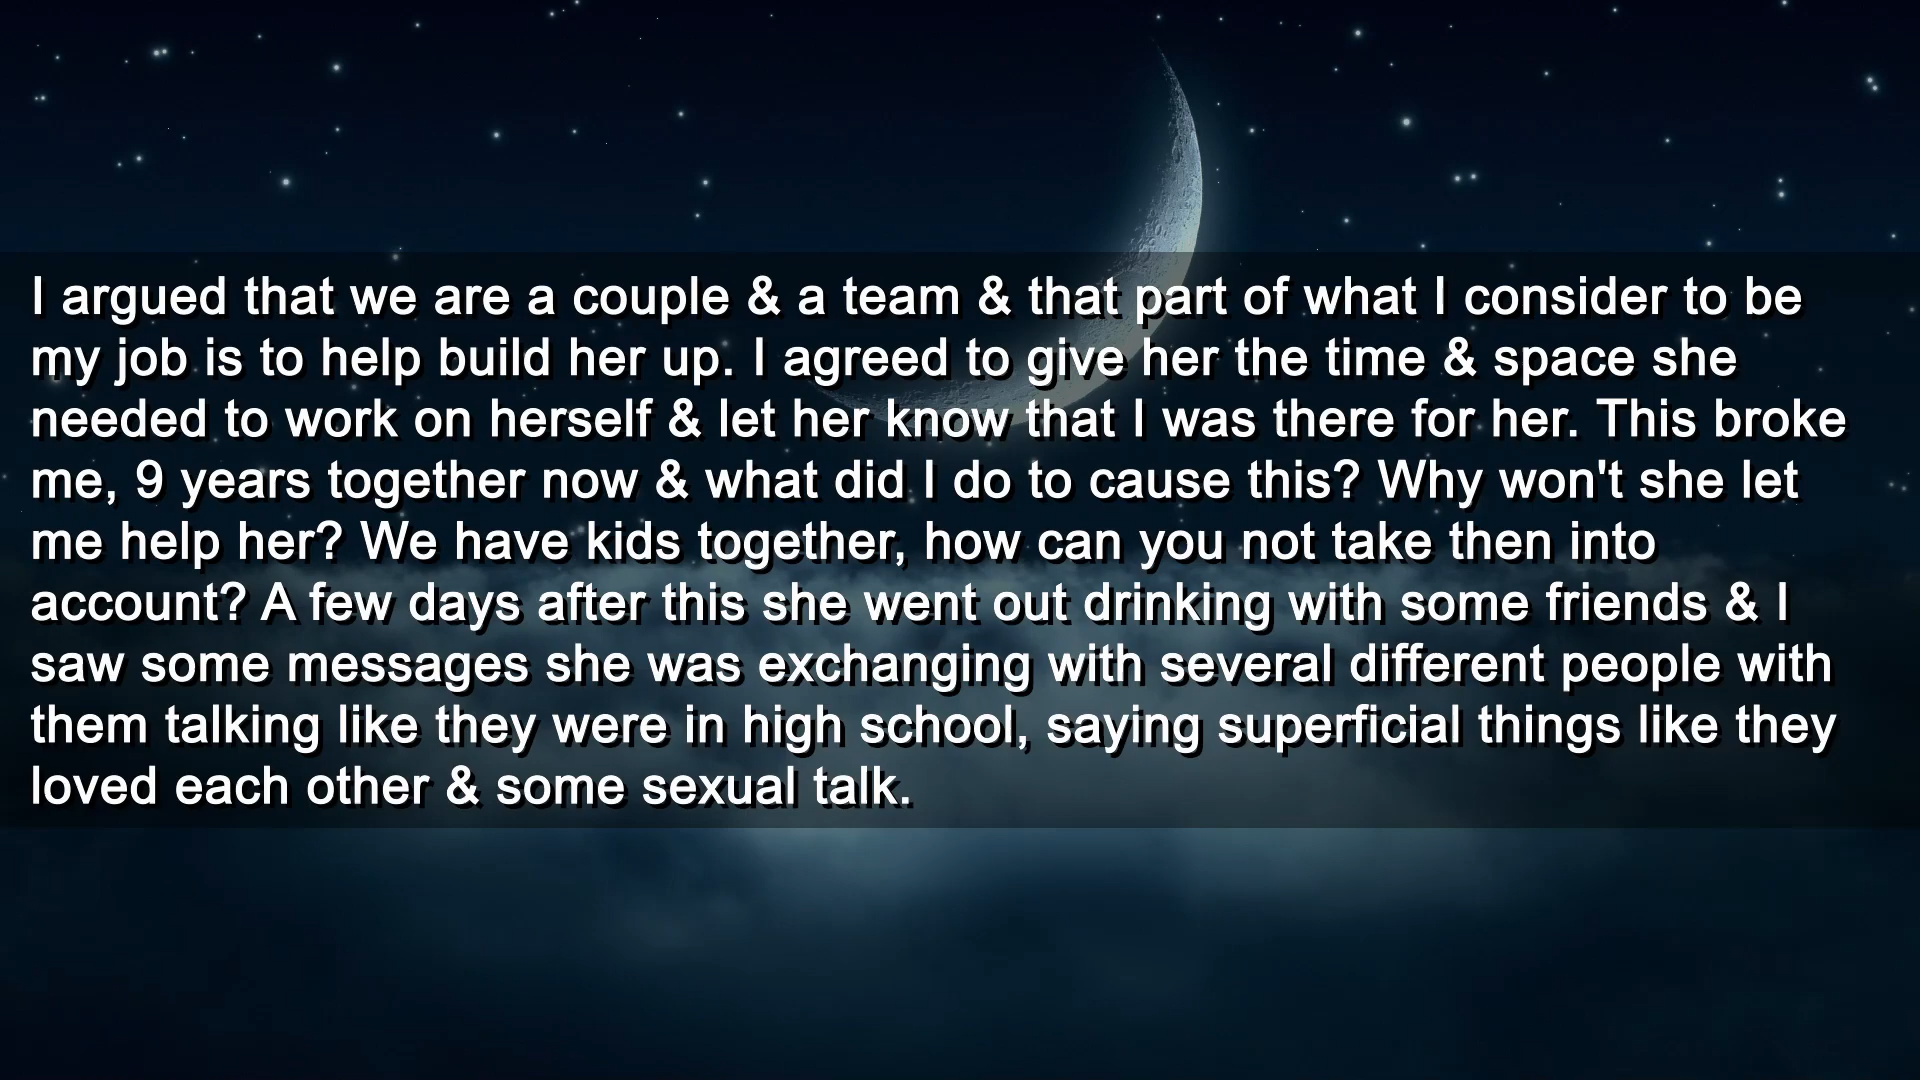 I argued that we are a couple & a team & that part of what I consider to be
my job is to help build her up. I agreed to give her the time & space she
needed to work on herself & let her know that I was there for her. This broke
me, 9 years together now & what did I do to cause this? Why won't she let
me help her? We have kids together, how can you not take then into
account? A few days after this she went out drinking with some friends & I
saw some messages she was exchanging with several different people with
them talking like they were in high school, saying superficial things like they
loved each other & some sexual talk.